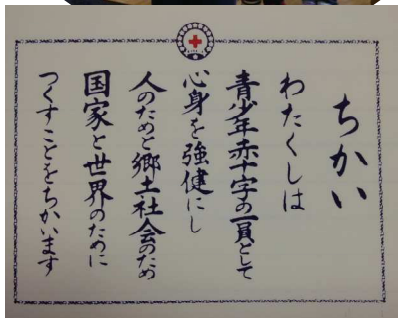 ちかい
わたくしは
青少年赤十字の一員として
心身を強健にし
人のためと郷土社会のため
国家と世界のために
つくすことをちかいます